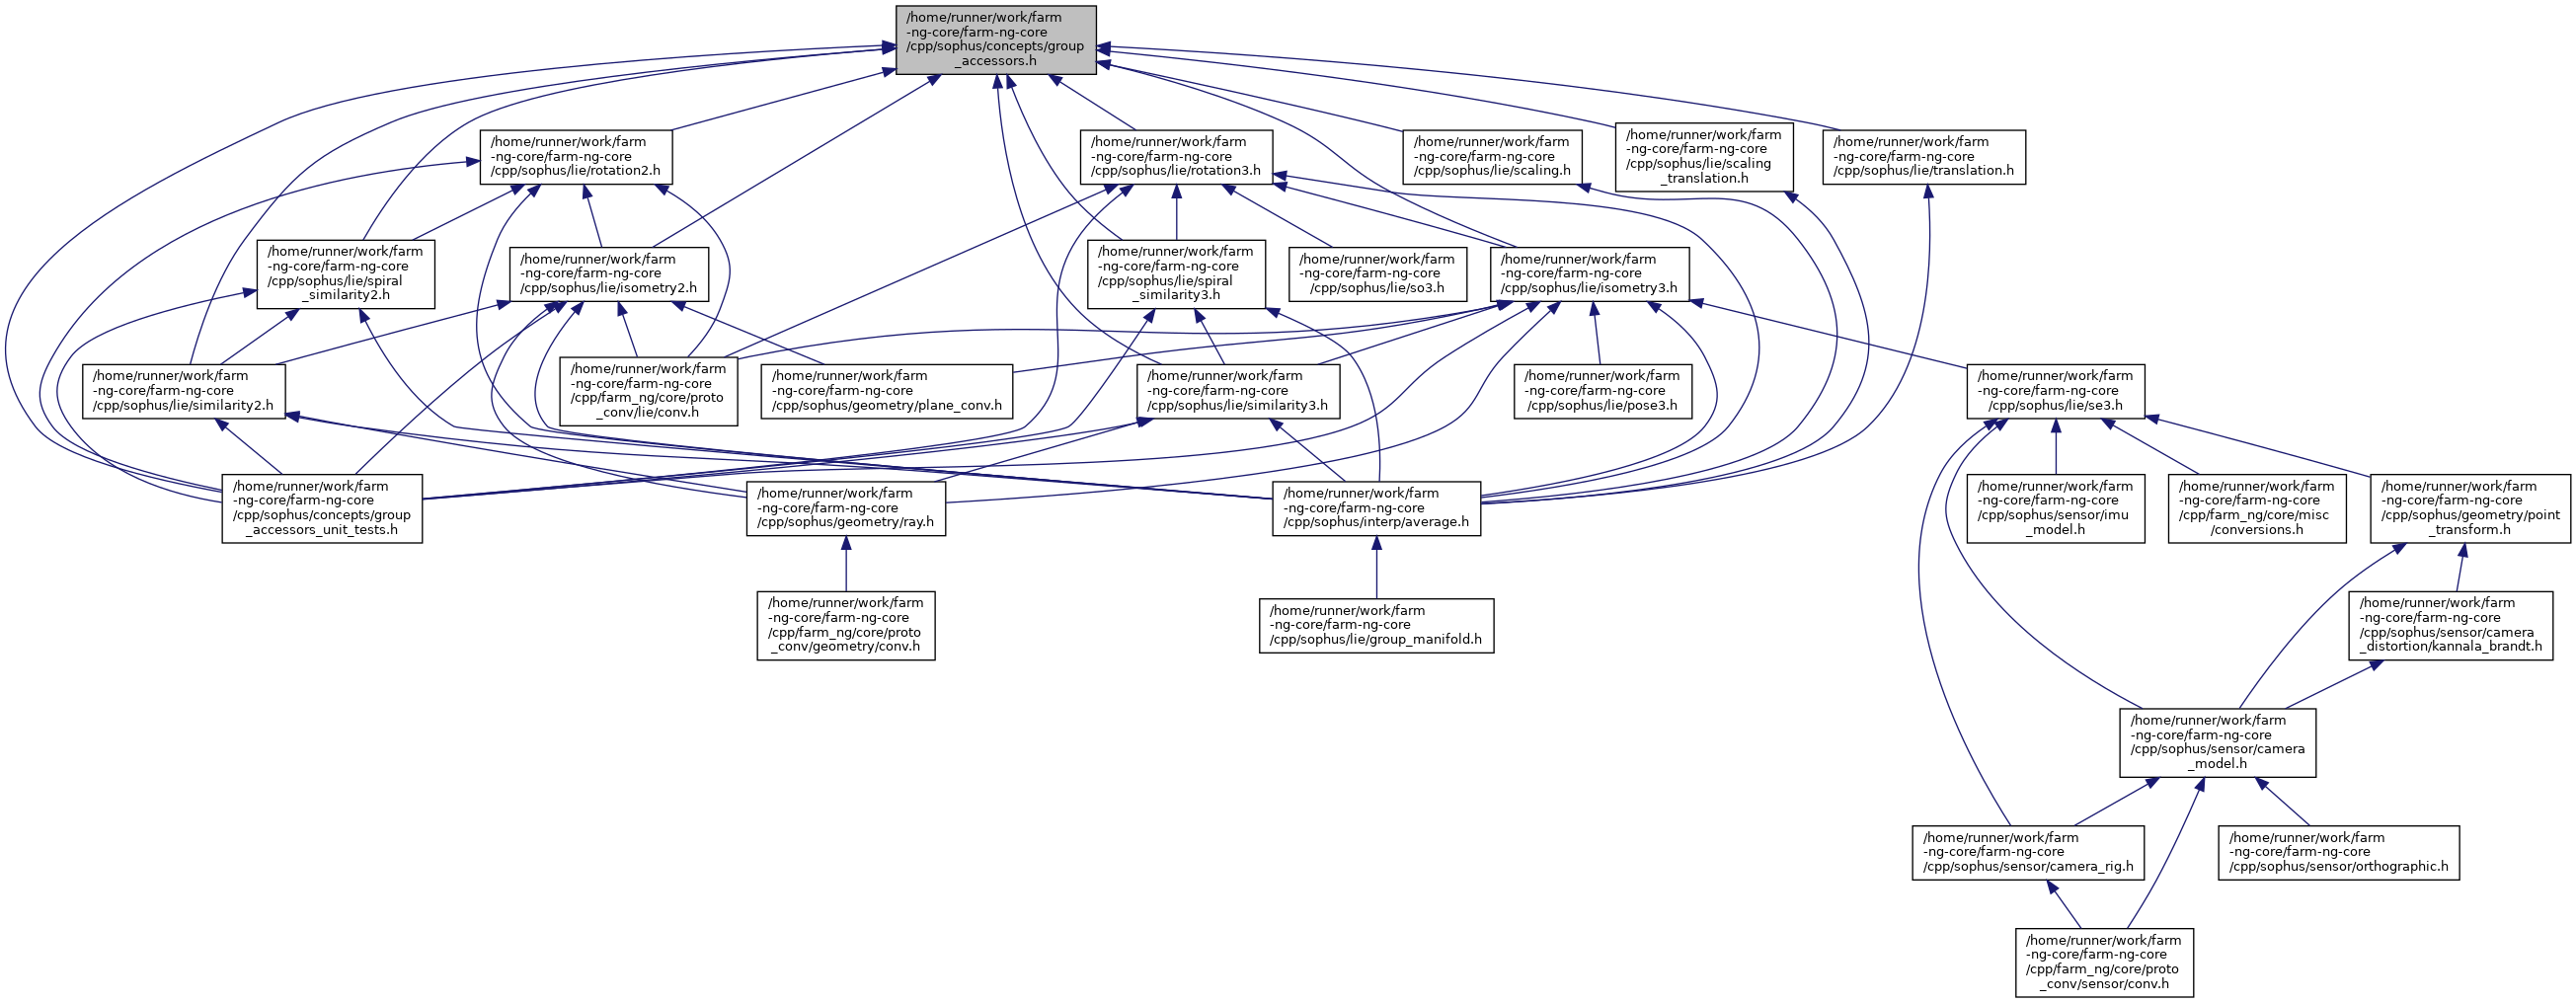 /home/runner/work/farm
-ng-core/farm-ng-core
/cpp/sophus/concepts/group
_accessors.h
/home/runner/work/farm
-ng-core/farm-ng-core
/cpp/sophus/lie/rotation2.h
/home/runner/work/farm
-ng-core/farm-ng-core
/cpp/sophus/lie/rotation3.h
/home/runner/work/farm
-ng-core/farm-ng-core
/cpp/sophus/lie/scaling.h
/home/runner/work/farm
-ng-core/farm-ng-core
/cpp/sophus/lie/scaling
_translation.h
/home/runner/work/farm
-ng-core/farm-ng-core
/cpp/sophus/lie/translation.h
/home/runner/work/farm
-ng-core/farm-ng-core
/cpp/sophus/lie/spiral
_similarity2.h
/home/runner/work/farm
-ng-core/farm-ng-core
/cpp/sophus/lie/isometry2.h
/home/runner/work/farm
-ng-core/farm-ng-core
/cpp/sophus/lie/spiral
_similarity3.h
/home/runner/work/farm
-ng-core/farm-ng-core
/cpp/sophus/lie/so3.h
/home/runner/work/farm
-ng-core/farm-ng-core
/cpp/sophus/lie/isometry3.h
/home/runner/work/farm
-ng-core/farm-ng-core
/cpp/sophus/lie/similarity2.h
/home/runner/work/farm
-ng-core/farm-ng-core
/cpp/farm_ng/core/proto
_conv/lie/conv.h
/home/runner/work/farm
-ng-core/farm-ng-core
/cpp/sophus/geometry/plane_conv.h
/home/runner/work/farm
-ng-core/farm-ng-core
/cpp/sophus/lie/similarity3.h
/home/runner/work/farm
-ng-core/farm-ng-core
/cpp/sophus/lie/pose3.h
/home/runner/work/farm
-ng-core/farm-ng-core
/cpp/sophus/lie/se3.h
/home/runner/work/farm
-ng-core/farm-ng-core
/cpp/sophus/concepts/group
_accessors_unit_tests.h
/home/runner/work/farm
-ng-core/farm-ng-core
/cpp/sophus/geometry/ray.h
/home/runner/work/farm
-ng-core/farm-ng-core
/cpp/sophus/interp/average.h
/home/runner/work/farm
-ng-core/farm-ng-core
/cpp/sophus/sensor/imu
_model.h
/home/runner/work/farm
-ng-core/farm-ng-core
/cpp/farm_ng/core/misc
/conversions.h
/home/runner/work/farm
-ng-core/farm-ng-core
/cpp/sophus/geometry/point
_transform.h
/home/runner/work/farm
-ng-core/farm-ng-core
/cpp/farm_ng/core/proto
_conv/geometry/conv.h
/home/runner/work/farm
-ng-core/farm-ng-core
/cpp/sophus/lie/group_manifold.h
/home/runner/work/farm
-ng-core/farm-ng-core
/cpp/sophus/sensor/camera
_distortion/kannala_brandt.h
/home/runner/work/farm
-ng-core/farm-ng-core
/cpp/sophus/sensor/camera
_model.h
/home/runner/work/farm
-ng-core/farm-ng-core
/cpp/sophus/sensor/camera_rig.h
/home/runner/work/farm
-ng-core/farm-ng-core
/cpp/sophus/sensor/orthographic.h
/home/runner/work/farm
-ng-core/farm-ng-core
/cpp/farm_ng/core/proto
_conv/sensor/conv.h